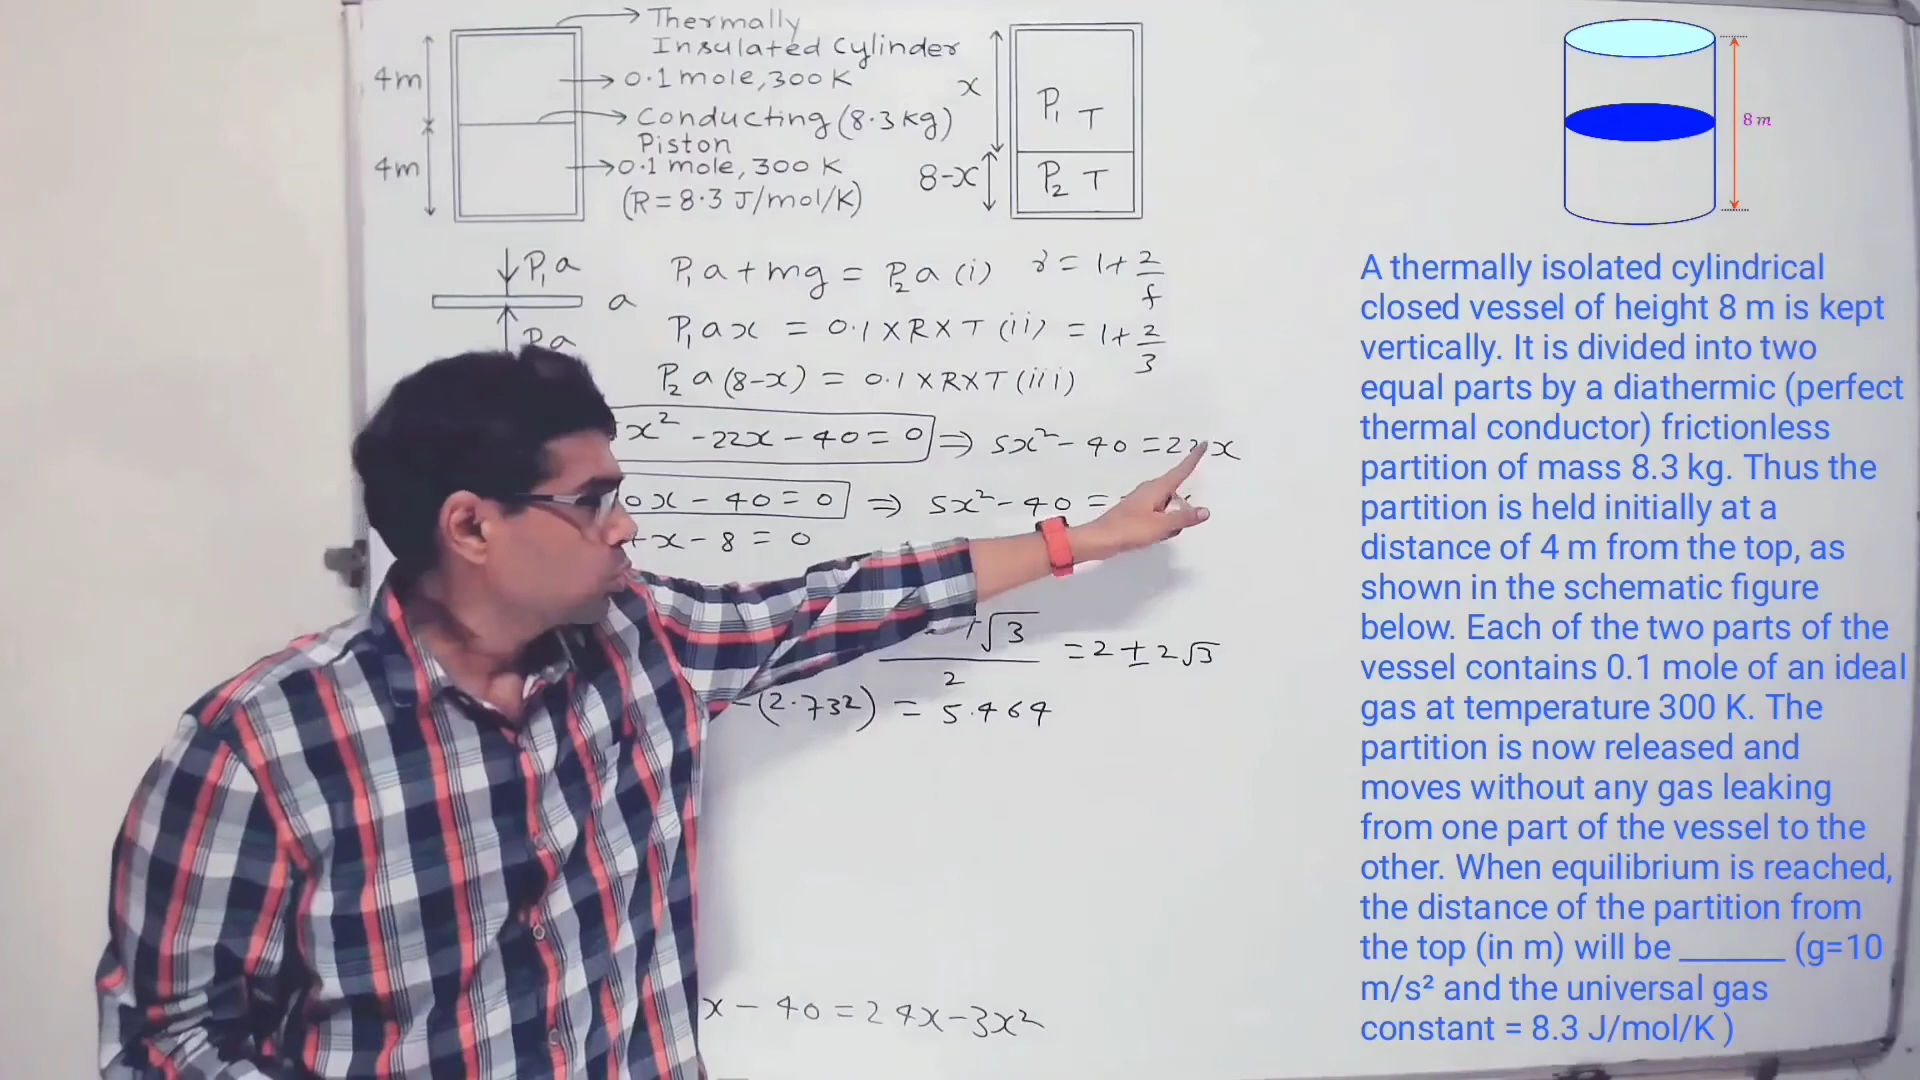 Thermally
Insulated Cylinder
4m
0.1 mole, 300 K
Conducting (8.3 kg)
Piston
4m
0.1 mole, 300 K
(R = 8.3 J/mol/K)
x
P₁ T
8-x
P₂ T
8 m
P₁a
a
P₁a + mg = P₂a (i)
γ = 1 + 2/f
P₁ax = 0.1 × R × T (ii)
= 1 + 2/3
P₂a(8-x) = 0.1 × R × T (iii)
x² - 22x - 40 = 0 ⇒ 5x² - 40 = 22x
0x - 40 = 0 ⇒ 5x² - 40 =
x - 8 = 0
√3
2
= 2 ± 2√3
(2.732) = 5.464
x - 40 = 24x - 3x²
A thermally isolated cylindrical
closed vessel of height 8 m is kept
vertically. It is divided into two
equal parts by a diathermic (perfect
thermal conductor) frictionless
partition of mass 8.3 kg. Thus the
partition is held initially at a
distance of 4 m from the top, as
shown in the schematic figure
below. Each of the two parts of the
vessel contains 0.1 mole of an ideal
gas at temperature 300 K. The
partition is now released and
moves without any gas leaking
from one part of the vessel to the
other. When equilibrium is reached,
the distance of the partition from
the top (in m) will be ______ (g=10
m/s² and the universal gas
constant = 8.3 J/mol/K )